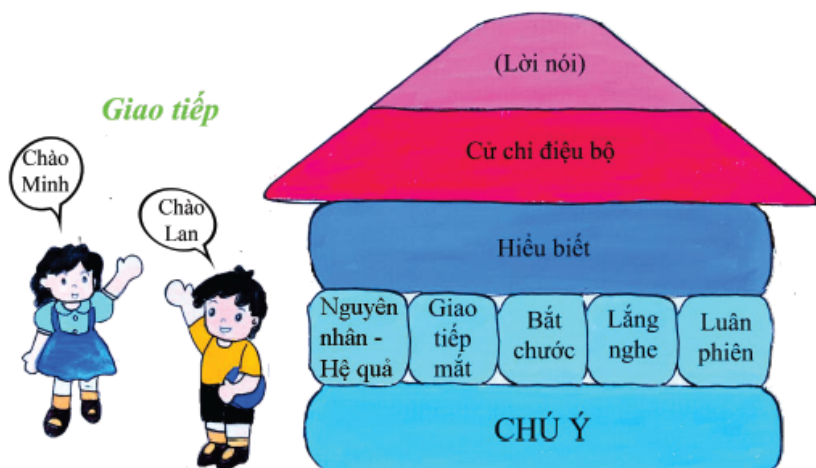 Giao tiếp
Chào
Minh
Chào
Lan
(Lời nói)
Cử chỉ điệu bộ
Hiểu biết
Nguyên
nhân -
Hệ quả
Giao
tiếp
mắt
Bắt
chước
Lắng
nghe
Luân
phiên
CHÚ Ý